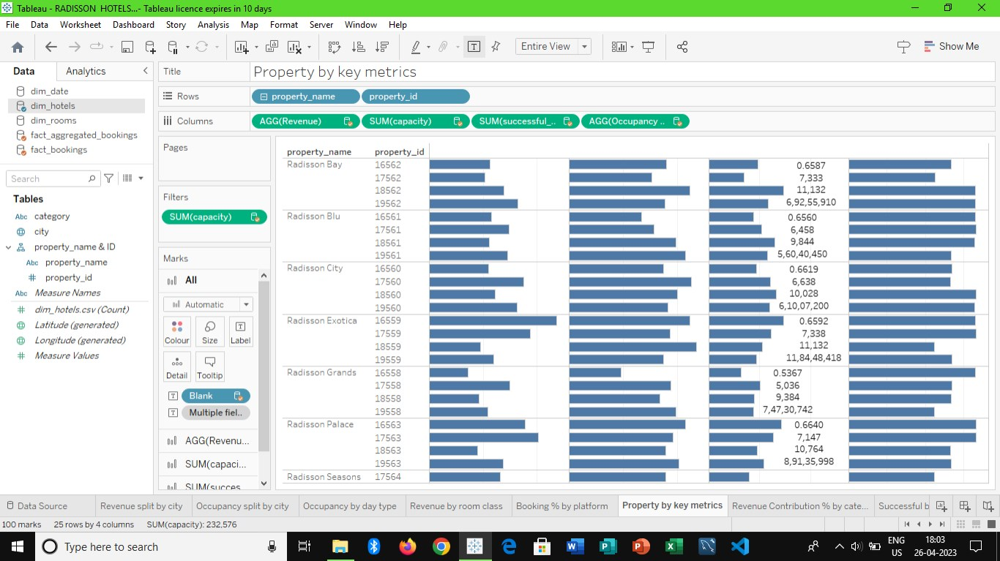 Tableau - RADISSON HOTELS...- Tableau licence expires in 10 days
File Data Worksheet Dashboard Story Analysis Map Format Server Window Help
T Entire View Show Me
Data Analytics
dim_date
dim_hotels
dim_rooms
fact_aggregated_bookings
fact_bookings
Search
Tables
Abc category
city
property_name & ID
Abc property_name
# property_id
Abc Measure Names
# dim_hotels.csv (Count)
Latitude (generated)
Longitude (generated)
# Measure Values
Title Property by key metrics
Rows property_name property_id
Columns AGG(Revenue) SUM(capacity) SUM(successful_.. AGG(Occupancy ..
Pages
Filters
SUM(capacity)
Marks
All
Automatic
Colour Size T Label
Detail Tooltip
T Blank
T Multiple fiel..
AGG(Revenu...
SUM(capaci...
SUM(succes
property_name property_id
Radisson Bay 16562 0.6587
17562 7,333
18562 11,132
19562 6,92,55,910
Radisson Blu 16561 0.6560
17561 6,458
18561 9,844
19561 5,60,40,450
Radisson City 16560 0.6619
17560 6,638
18560 10,028
19560 6,10,07,200
Radisson Exotica 16559 0.6592
17559 7,338
18559 11,132
19559 11,84,48,418
Radisson Grands 16558 0.5367
17558 5,036
18558 9,384
19558 7,47,30,742
Radisson Palace 16563 0.6640
17563 7,147
18563 10,764
19563 8,91,35,998
Radisson Seasons 17564
Data Source Revenue split by city Occupancy split by city Occupancy by day type Revenue by room class Booking % by platform Property by key metrics Revenue Contribution % by cate... Successful b
100 marks 25 rows by 4 columns SUM(capacity): 232,576
Type here to search
ENG
US
18:03
26-04-2023